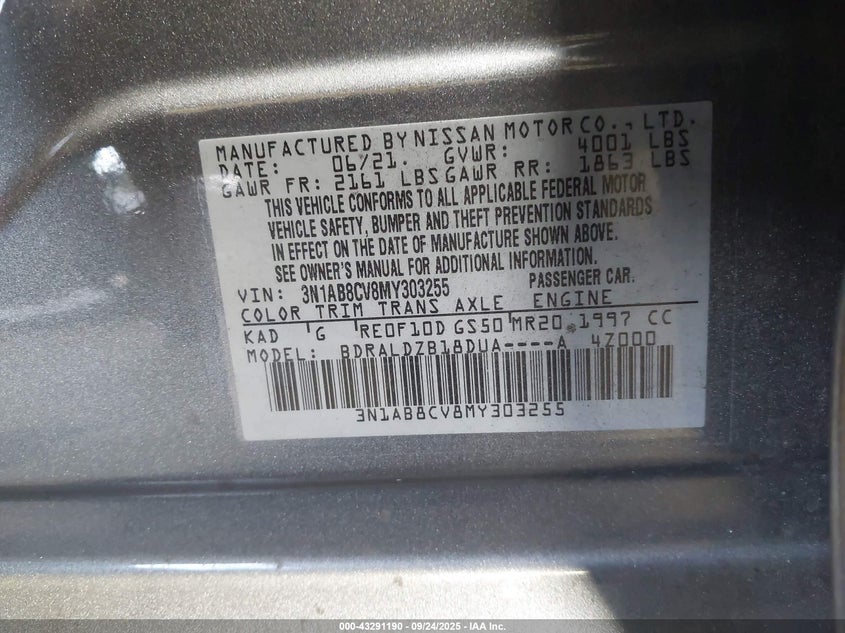 MANUFACTURED BY NISSAN MOTOR CO., LTD.
DATE: 06/21. GVWR: 4001 LBS
GAWR FR: 2161 LBS GAWR RR: 1863 LBS
THIS VEHICLE CONFORMS TO ALL APPLICABLE FEDERAL MOTOR
VEHICLE SAFETY, BUMPER AND THEFT PREVENTION STANDARDS
IN EFFECT ON THE DATE OF MANUFACTURE SHOWN ABOVE.
SEE OWNER'S MANUAL FOR ADDITIONAL INFORMATION.
VIN: 3N1AB8CV8MY303255 PASSENGER CAR.
COLOR TRIM TRANS AXLE ENGINE
KAD G RE0F10D GS50 MR20 1997 CC
MODEL: BDRALDZB18DUA----A 4Z000
3N1AB8CV8MY303255
000-43291190 - 09/24/2025 - IAA Inc.